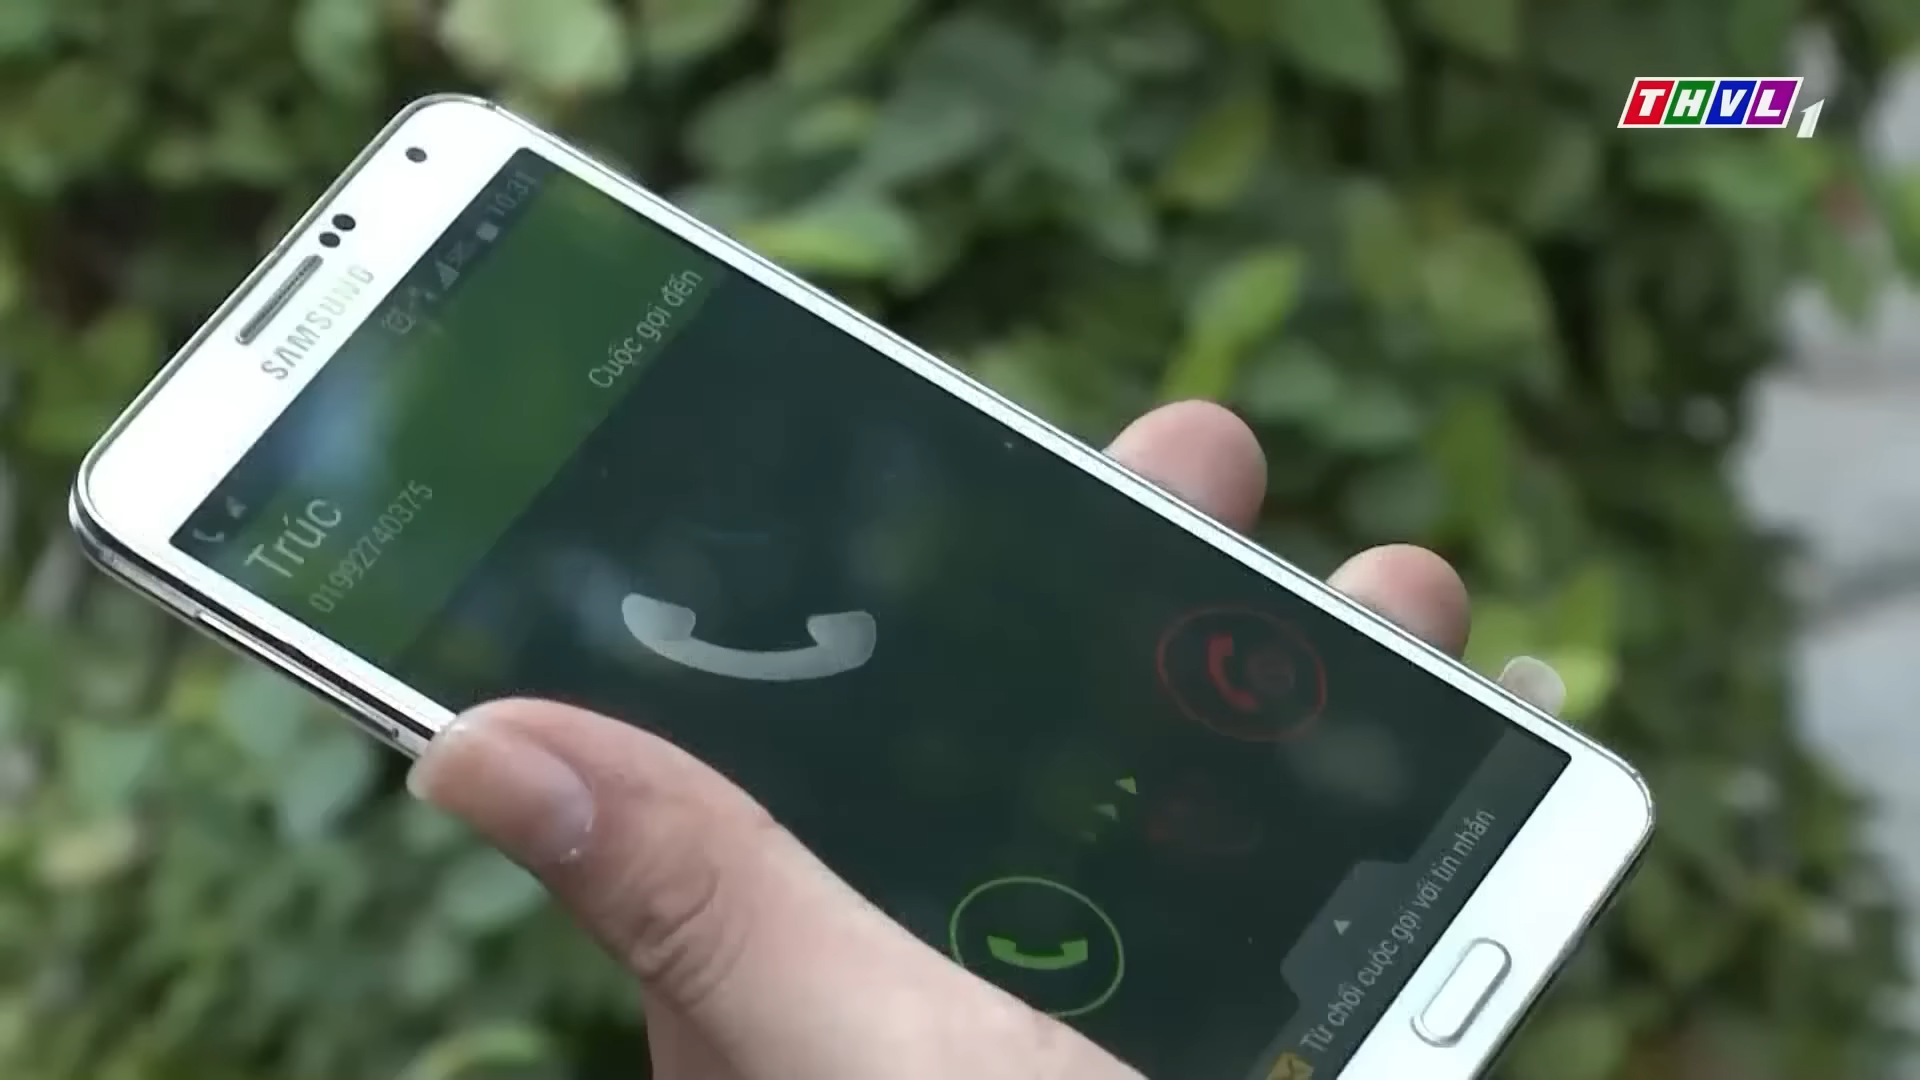 THVL1
SAMSUNG
10:31
Trúc
01992740375
Cuộc gọi đến
Từ chối cuộc gọi với tin nhắn